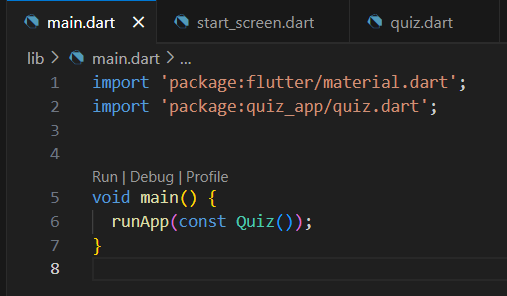 main.dart × start_screen.dart quiz.dart
lib > main.dart > ...
1 import 'package:flutter/material.dart';
2 import 'package:quiz_app/quiz.dart';
3
4
Run | Debug | Profile
5 void main() {
6 runApp(const Quiz());
7 }
8